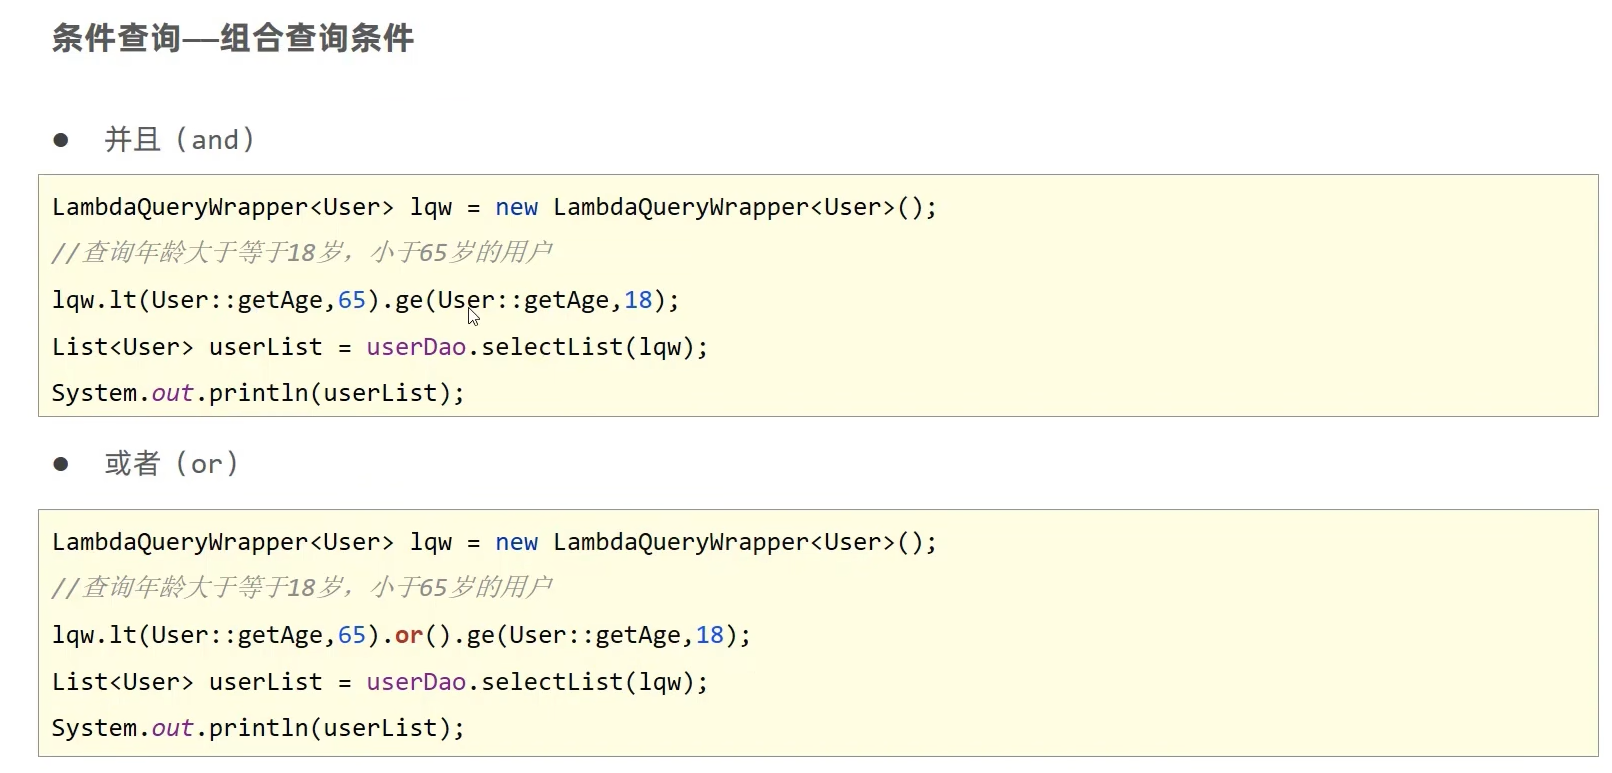 条件查询——组合查询条件
● 并且（and）
LambdaQueryWrapper<User> lqw = new LambdaQueryWrapper<User>();
//查询年龄大于等于18岁，小于65岁的用户
lqw.lt(User::getAge,65).ge(User::getAge,18);
List<User> userList = userDao.selectList(lqw);
System.out.println(userList);
● 或者（or）
LambdaQueryWrapper<User> lqw = new LambdaQueryWrapper<User>();
//查询年龄大于等于18岁，小于65岁的用户
lqw.lt(User::getAge,65).or().ge(User::getAge,18);
List<User> userList = userDao.selectList(lqw);
System.out.println(userList);